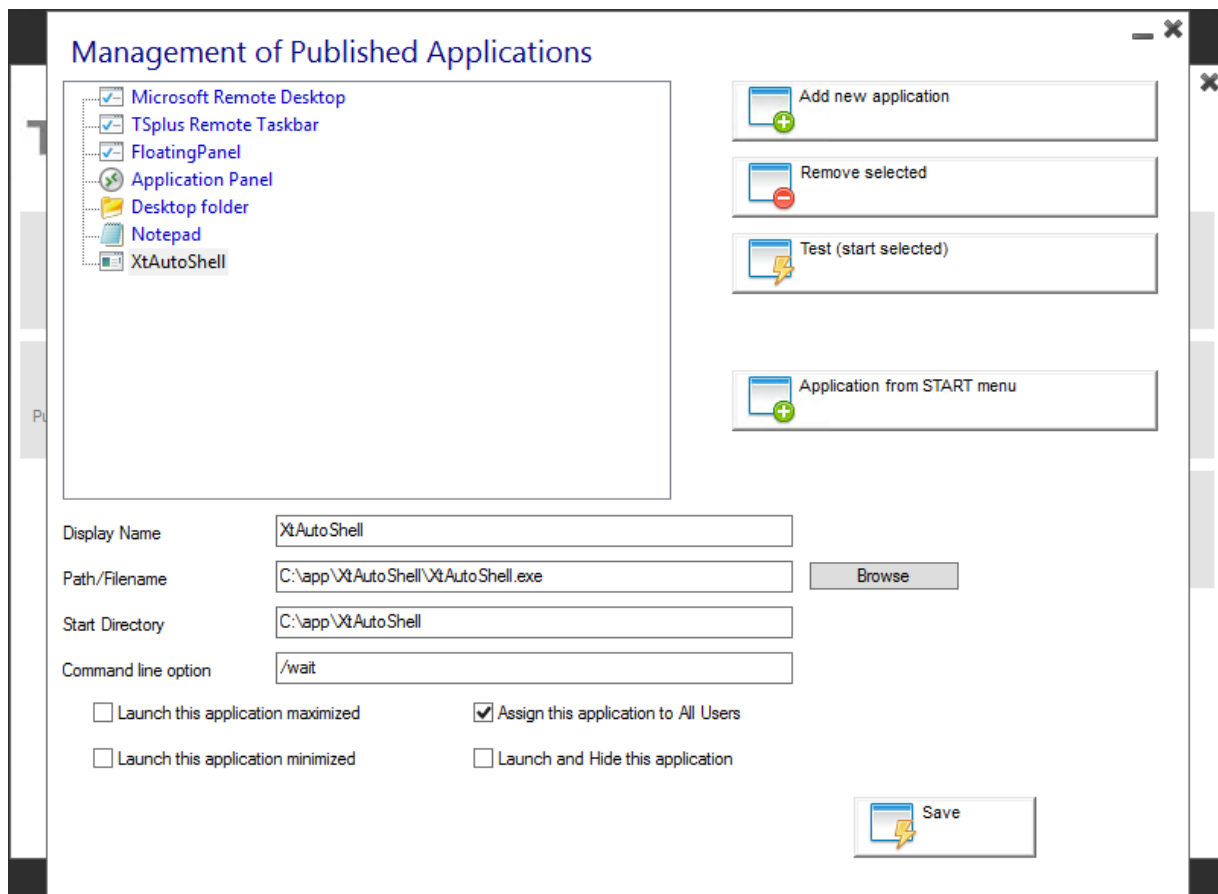 Management of Published Applications
Microsoft Remote Desktop
TSplus Remote Taskbar
FloatingPanel
Application Panel
Desktop folder
Notepad
XtAutoShell
Add new application
Remove selected
Test (start selected)
Application from START menu
T
Pu
Display Name
XtAutoShell
Path/Filename
C:\app\XtAutoShell\XtAutoShell.exe
Browse
Start Directory
C:\app\XtAutoShell
Command line option
/wait
Launch this application maximized
Assign this application to All Users
Launch this application minimized
Launch and Hide this application
Save